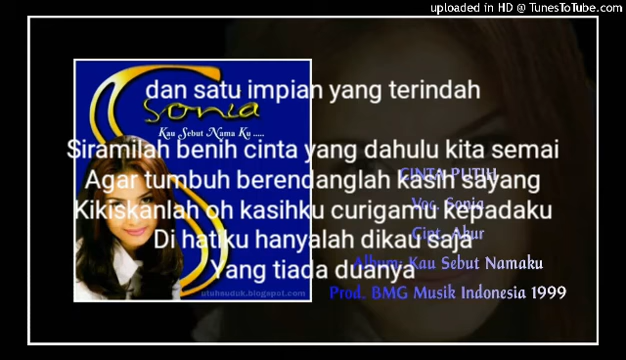 uploaded in HD @ TunesToTube.com
dan satu impian yang terindah
sonia
Kau Sebut Nama Ku .....
Siramilah benih cinta yang dahulu kita semai
CINTA PUTIH
Agar tumbuh berendanglah kasih sayang
Voc. Sonia
Kikiskanlah oh kasihku curigamu kepadaku
Cipt. Ahur
Di hatiku hanyalah dikau saja
Album: Kau Sebut Namaku
Yang tiada duanya
utuhauduk.blogspot.com
Prod. BMG Musik Indonesia 1999